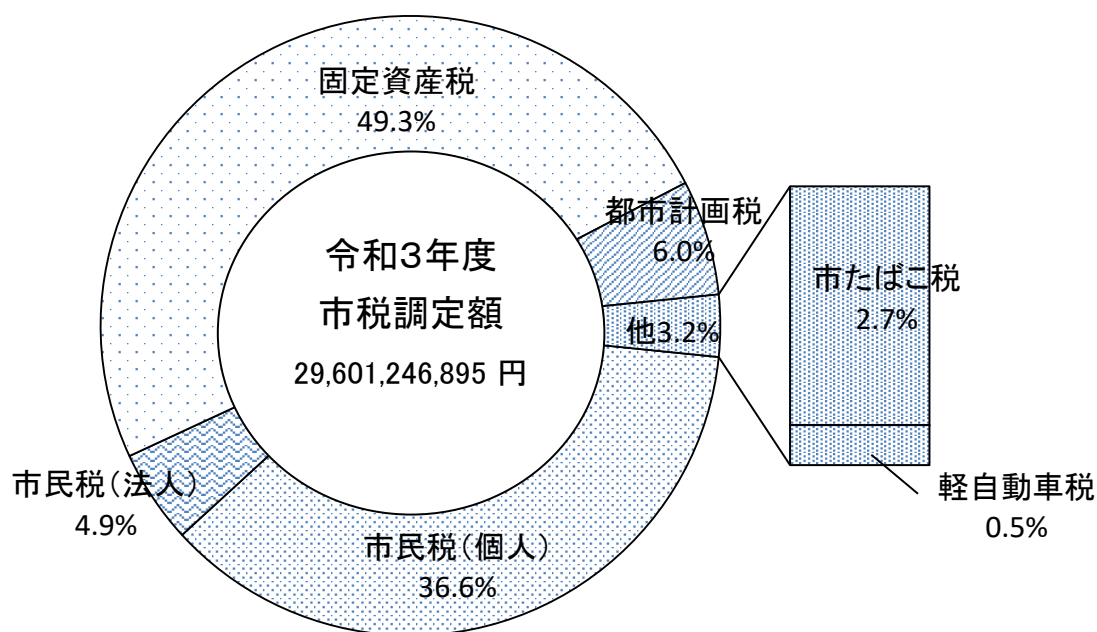 固定資産税
49.3%
都市計画税
6.0%
令和３年度
市税調定額
29,601,246,895 円
他3.2%
市たばこ税
2.7%
軽自動車税
0.5%
市民税（法人）
4.9%
市民税（個人）
36.6%